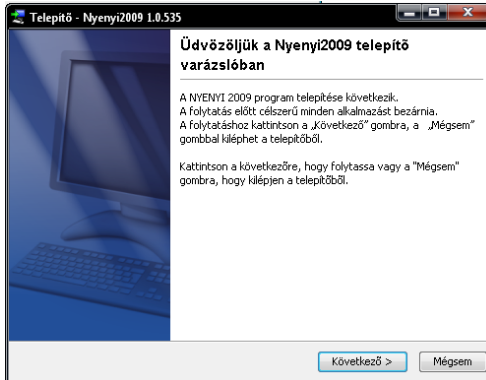 Telepítő - Nyenyi2009 1.0.535
Üdvözöljük a Nyenyi2009 telepítõ
varázslóban
A NYENYI 2009 program telepítése következik.
A folytatás előtt célszerű minden alkalmazást bezárnia.
A folytatáshoz kattintson a „Következő” gombra, a „Mégsem”
gombbal kiléphet a telepítőből.
Kattintson a következőre, hogy folytassa vagy a "Mégsem"
gombra, hogy kilépjen a telepítőbõl.
Következő >
Mégsem